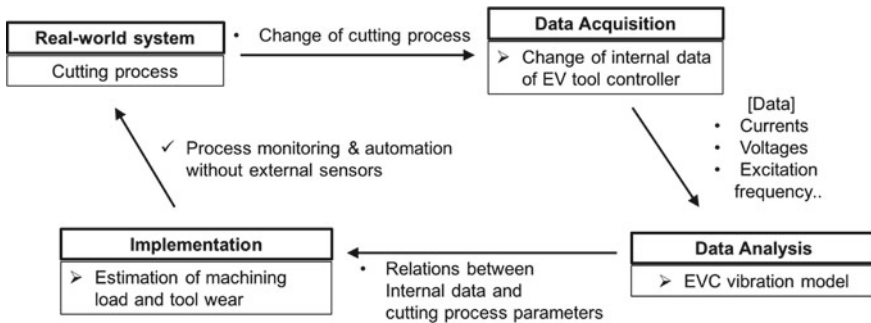 Real-world system
Cutting process
• Change of cutting process
Data Acquisition
➢ Change of internal data
of EV tool controller
[Data]
• Currents
• Voltages
• Excitation
frequency..
✓ Process monitoring & automation
without external sensors
Implementation
➢ Estimation of machining
load and tool wear
• Relations between
Internal data and
cutting process parameters
Data Analysis
➢ EVC vibration model